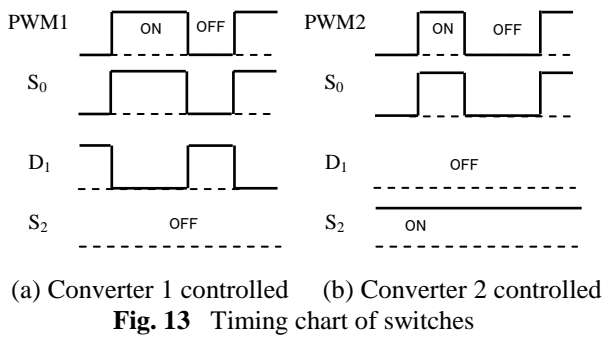 PWM1 ON OFF PWM2 ON OFF
S₀ S₀
D₁ D₁ OFF
S₂ OFF S₂ ON
(a) Converter 1 controlled (b) Converter 2 controlled
Fig. 13 Timing chart of switches